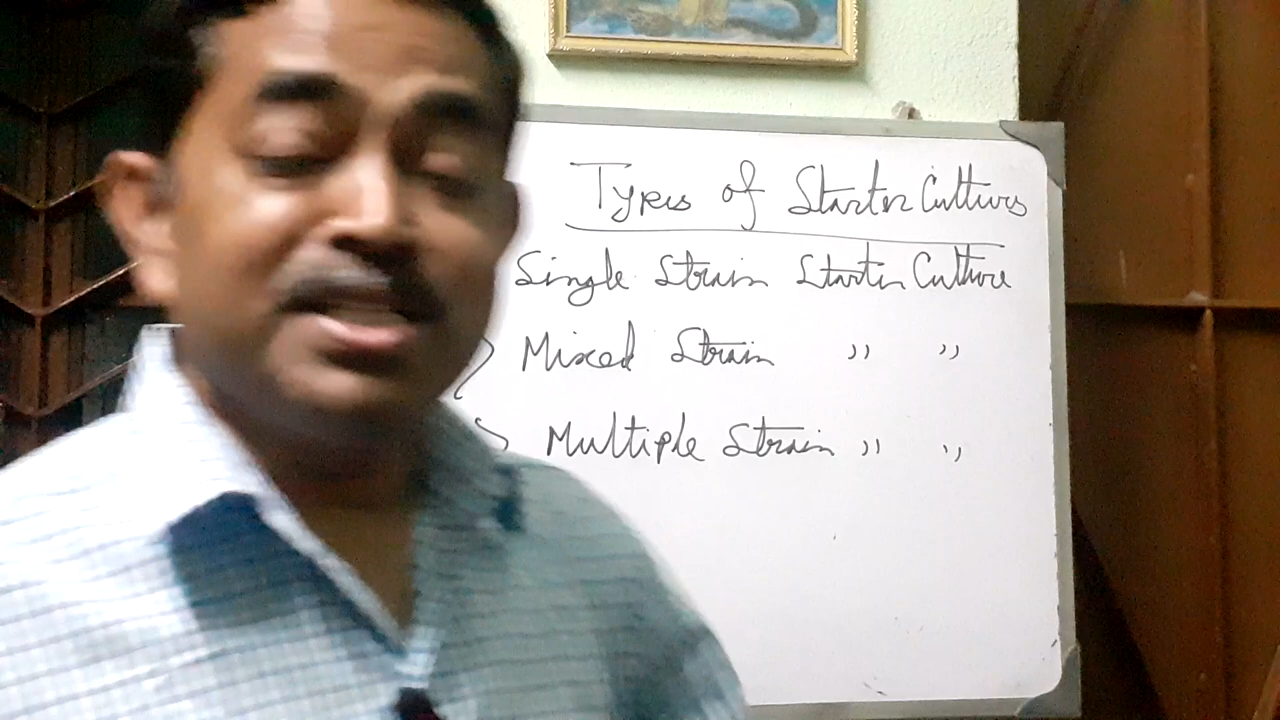 Types of Starter Cultures
Single Strain Starter Culture
) Mixed Strain " "
) Multiple Strain " "